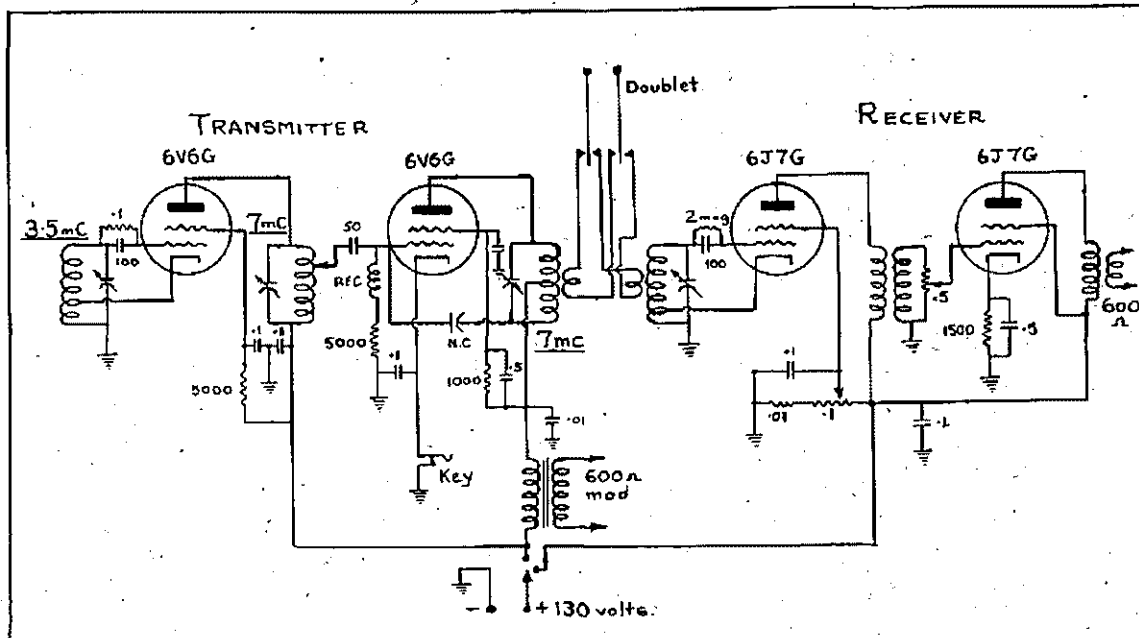 Doublet
TRANSMITTER
RECEIVER
6V6G
6V6G
6J7G
6J7G
3.5mC
.1
100
7mC
50
2 meg
100
RFC
.5
600
Ω
1500
.5
5000
N.C
7mC
.1
.1
5000
.1
1000
.5
.01
.1
.01
.1
.1
Key
600Ω
mod
-
+130 volts.